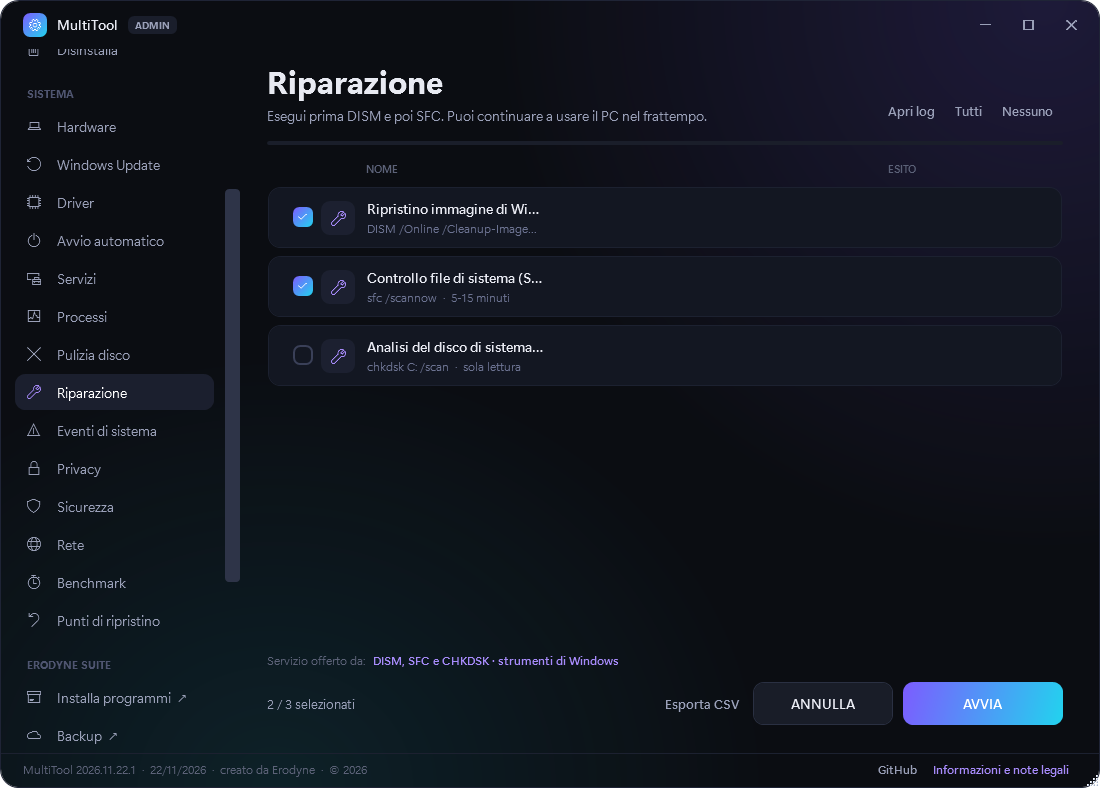 MultiTool ADMIN
Disinstalla
SISTEMA
Hardware
Windows Update
Driver
Avvio automatico
Servizi
Processi
Pulizia disco
Riparazione
Eventi di sistema
Privacy
Sicurezza
Rete
Benchmark
Punti di ripristino
ERODYNE SUITE
Installa programmi ↗
Backup ↗
Riparazione
Esegui prima DISM e poi SFC. Puoi continuare a usare il PC nel frattempo.
Apri log Tutti Nessuno
NOME ESITO
Ripristino immagine di Wi...
DISM /Online /Cleanup-Image...
Controllo file di sistema (S...
sfc /scannow · 5-15 minuti
Analisi del disco di sistema...
chkdsk C: /scan · sola lettura
Servizio offerto da: DISM, SFC e CHKDSK · strumenti di Windows
2 / 3 selezionati
Esporta CSV ANNULLA AVVIA
MultiTool 2026.11.22.1 · 22/11/2026 · creato da Erodyne · © 2026
GitHub Informazioni e note legali